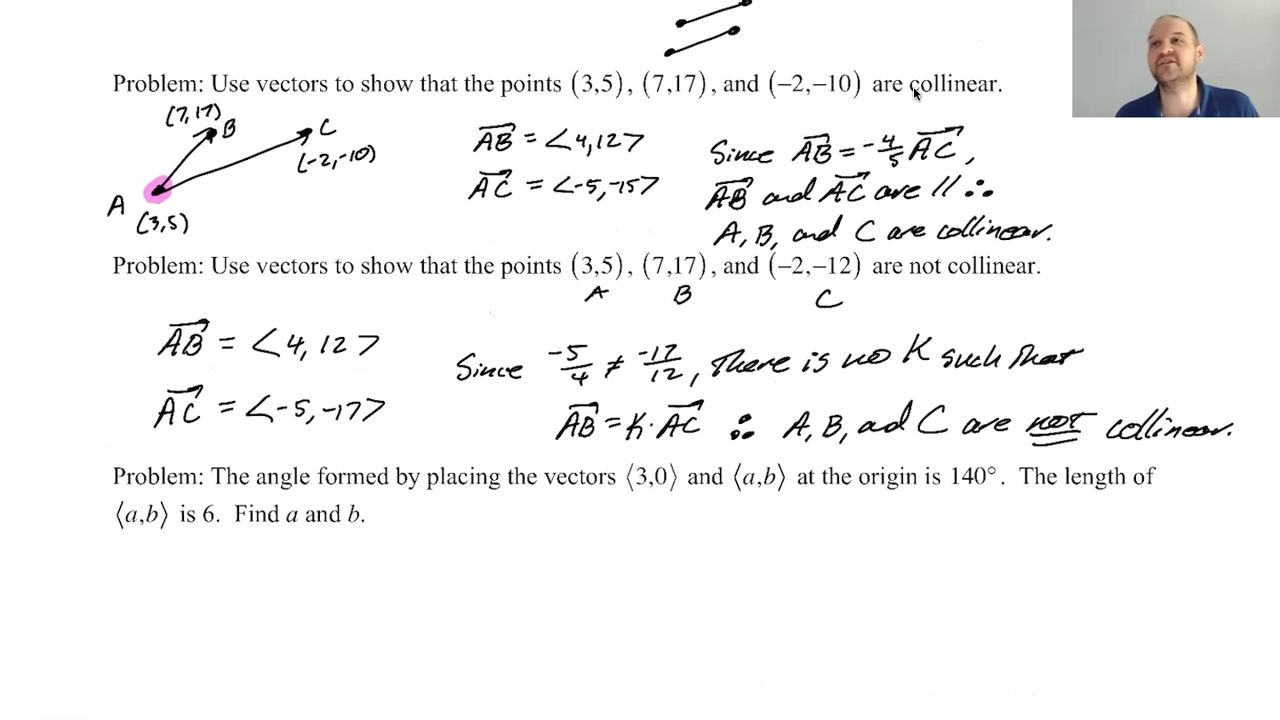 Problem: Use vectors to show that the points (3,5), (7,17), and (−2,−10) are collinear.
(7,17)
B
C
(-2,-10)
A
(3,5)
AB = <4,12>
AC = <-5,-15>
Since AB = -4/5 AC,
AB and AC are // ∴
A, B, and C are collinear.
Problem: Use vectors to show that the points (3,5), (7,17), and (−2,−12) are not collinear.
A B C
AB = <4,12>
AC = <-5,-17>
Since -5/4 ≠ -17/12, there is no K such that
AB = K·AC ∴ A, B, ad C are not collinear.
Problem: The angle formed by placing the vectors ⟨3,0⟩ and ⟨a,b⟩ at the origin is 140°. The length of
⟨a,b⟩ is 6. Find a and b.